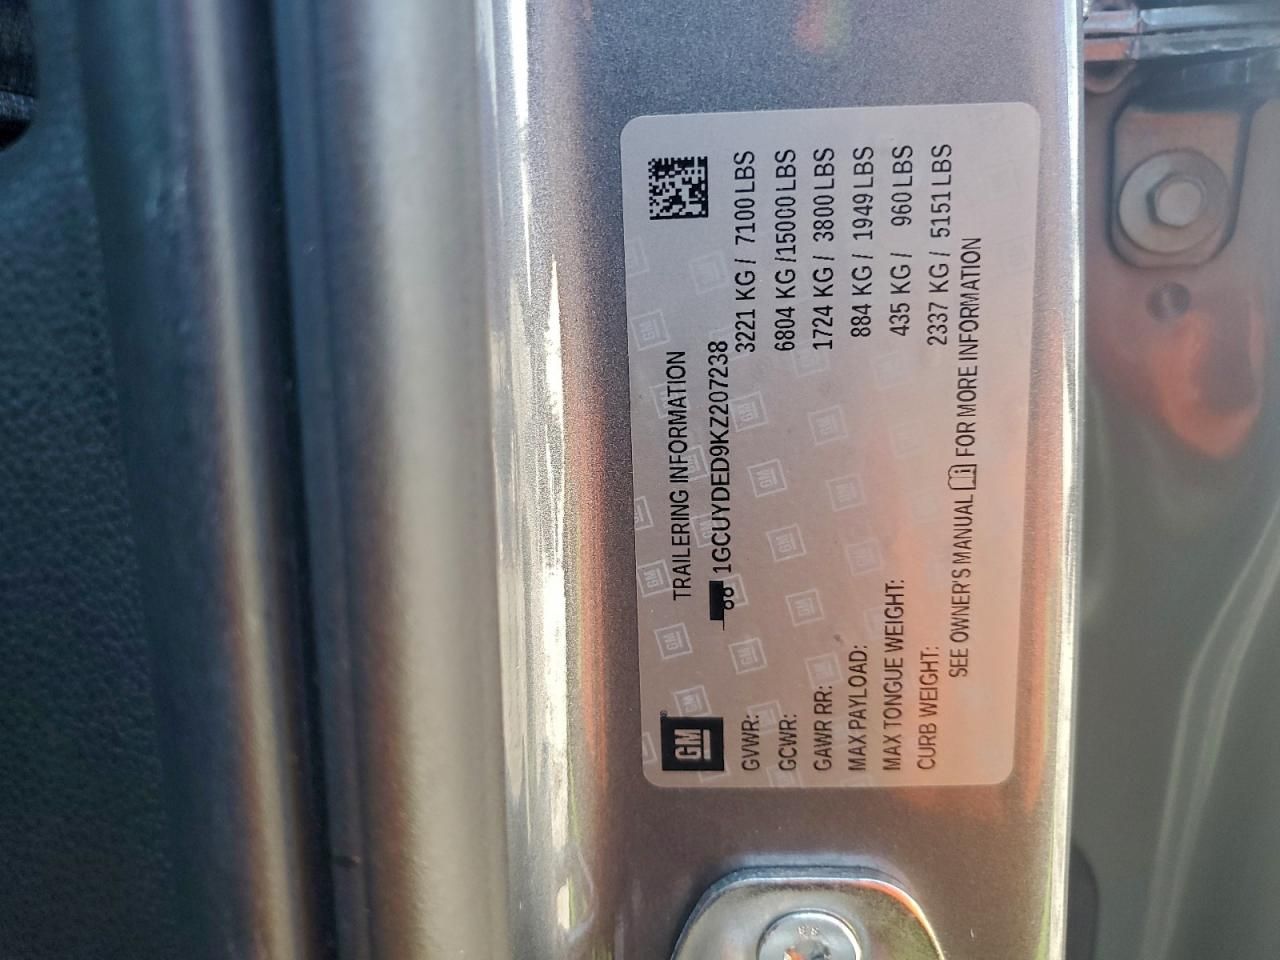 TRAILERING INFORMATION
GM
1GCUYDED9KZ207238
GVWR: 3221 KG / 7100 LBS
GCWR: 6804 KG /15000 LBS
GAWR RR: 1724 KG / 3800 LBS
MAX PAYLOAD: 884 KG / 1949 LBS
MAX TONGUE WEIGHT: 435 KG / 960 LBS
CURB WEIGHT: 2337 KG / 5151 LBS
SEE OWNER'S MANUAL FOR MORE INFORMATION